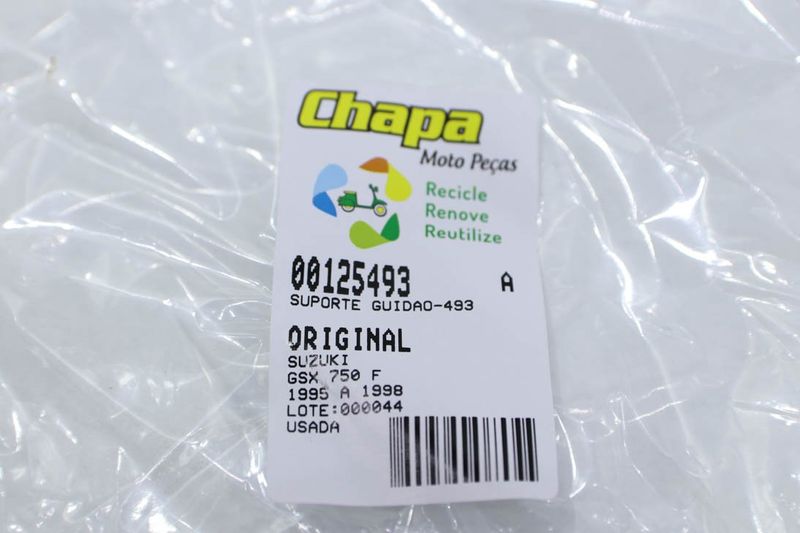 Chapa
Moto Peças
Recicle
Renove
Reutilize
00125493 A
SUPORTE GUIDAO-493
ORIGINAL
SUZUKI
GSX 750 F
1995 A 1998
LOTE:000044
USADA